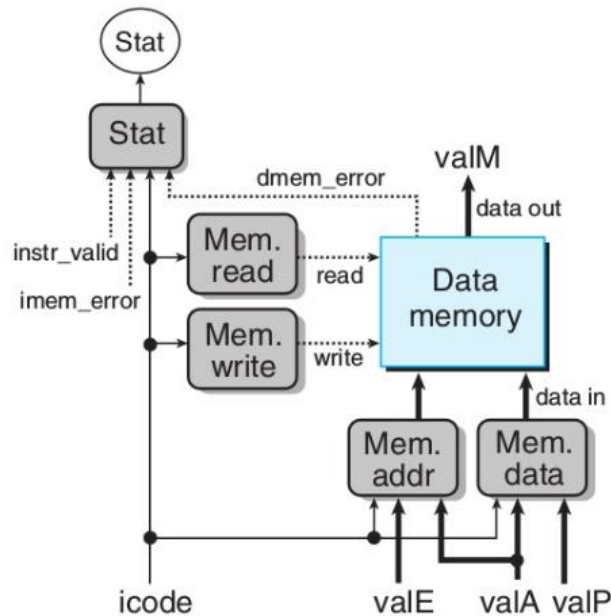 Stat
Stat
valM
dmem_error
data out
instr_valid
Mem.
read
read
Data
memory
imem_error
Mem.
write
write
data in
Mem.
addr
Mem.
data
icode
valE
valA
valP